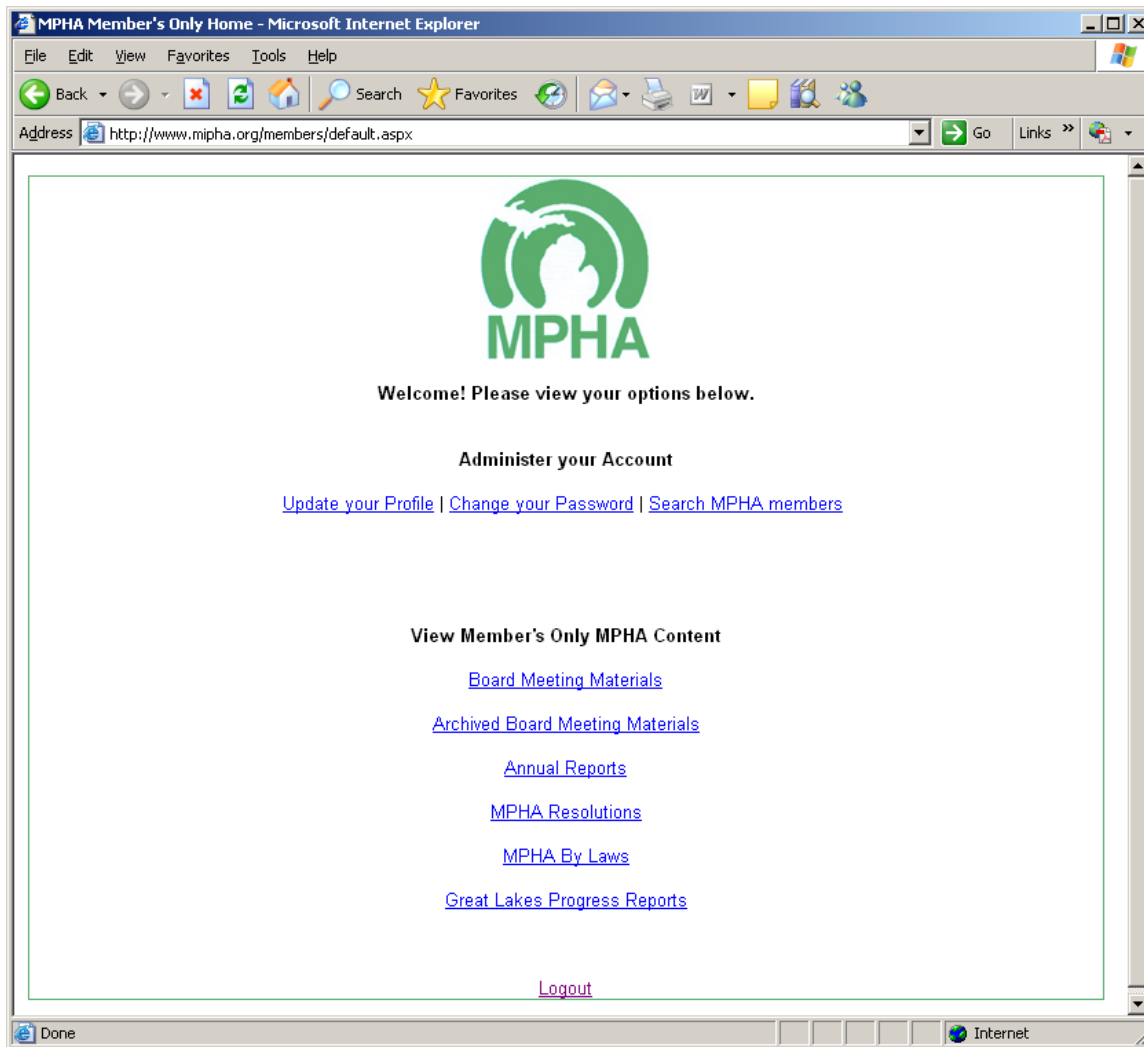 MPHA Member's Only Home - Microsoft Internet Explorer
File Edit View Favorites Tools Help
Back Search Favorites
Address http://www.mipha.org/members/default.aspx Go Links »
MPHA
Welcome! Please view your options below.
Administer your Account
Update your Profile | Change your Password | Search MPHA members
View Member's Only MPHA Content
Board Meeting Materials
Archived Board Meeting Materials
Annual Reports
MPHA Resolutions
MPHA By Laws
Great Lakes Progress Reports
Logout
Done Internet